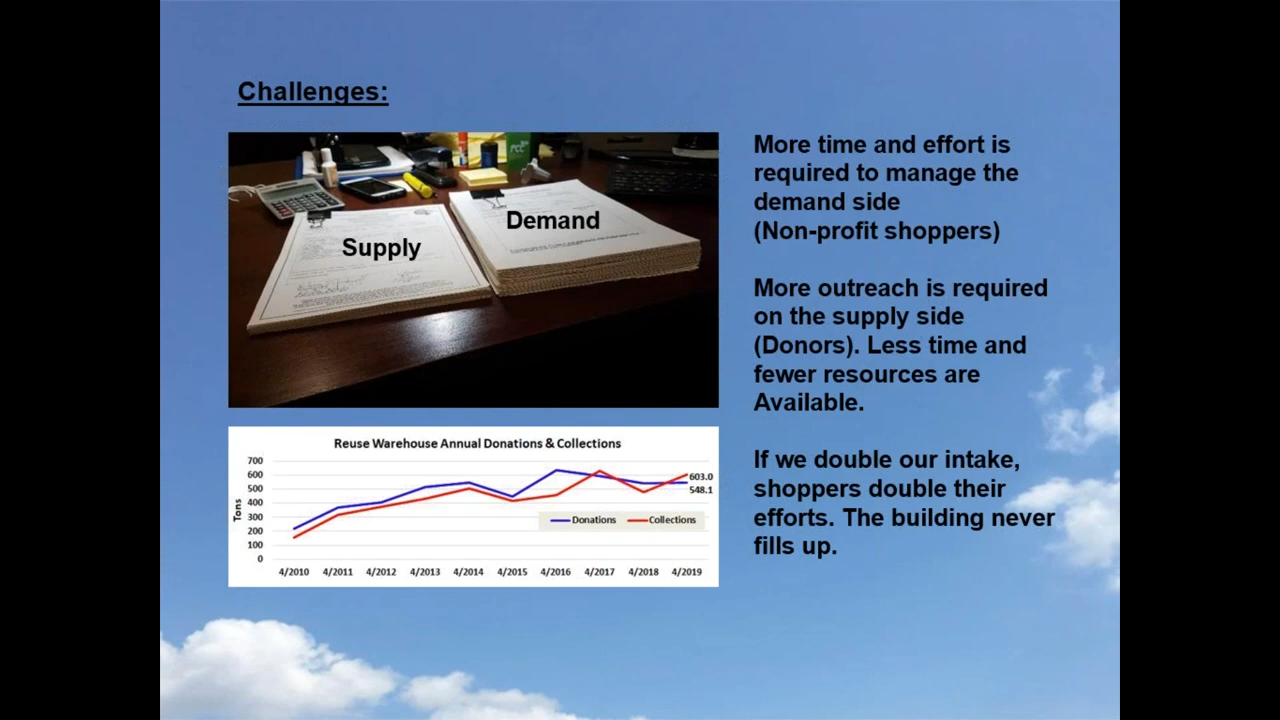 Challenges:
Supply
Demand
rcc
More time and effort is
required to manage the
demand side
(Non-profit shoppers)
More outreach is required
on the supply side
(Donors). Less time and
fewer resources are
Available.
If we double our intake,
shoppers double their
efforts. The building never
fills up.
Reuse Warehouse Annual Donations & Collections
Tons
700
600
500
400
300
200
100
0
603.0
548.1
Donations
Collections
4/2010 4/2011 4/2012 4/2013 4/2014 4/2015 4/2016 4/2017 4/2018 4/2019